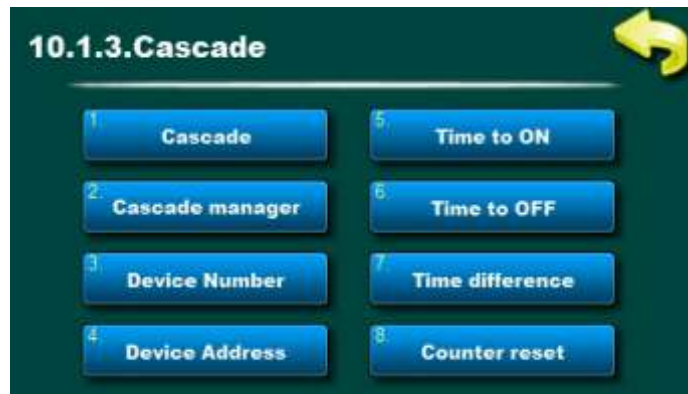 10.1.3.Cascade
1. Cascade
2. Cascade manager
3. Device Number
4. Device Address
5. Time to ON
6. Time to OFF
7. Time difference
8. Counter reset